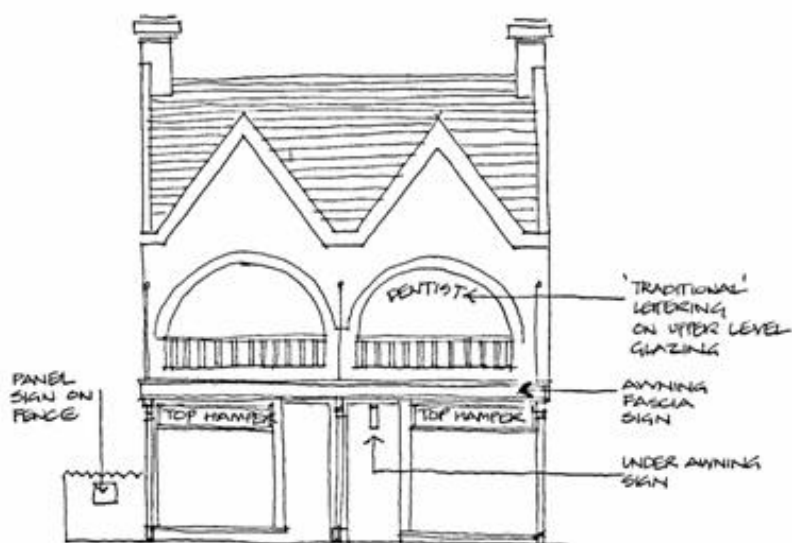 DENTIST
'TRADITIONAL'
LETTERING
ON UPPER LEVEL
GLAZING
PANEL
SIGN ON
FENCE
AWNING
FASCIA
SIGN
TOP HAMPER
TOP HAMPER
UNDER AWNING
SIGN